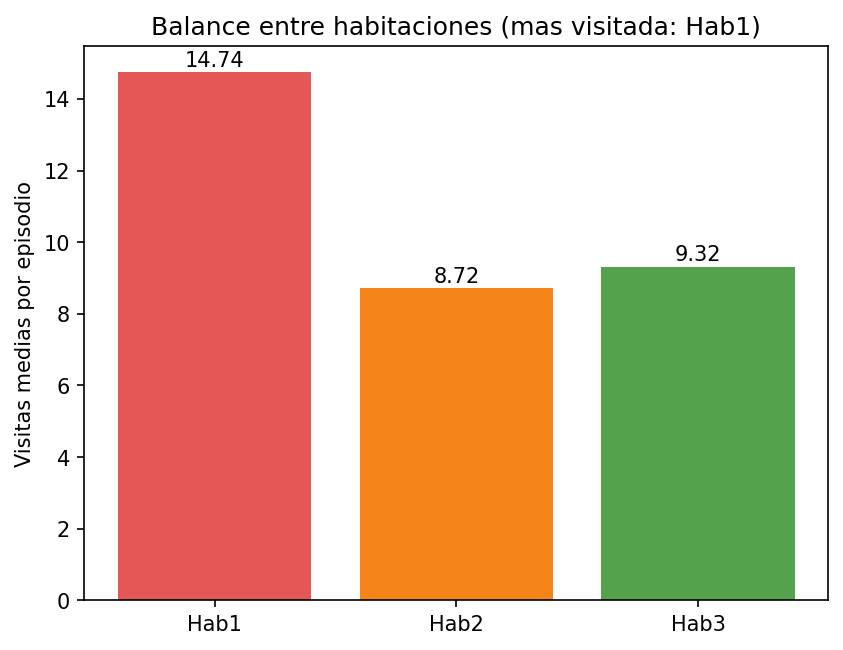 Balance entre habitaciones (mas visitada: Hab1)
Visitas medias por episodio
14
12
10
8
6
4
2
0
14.74
8.72
9.32
Hab1
Hab2
Hab3